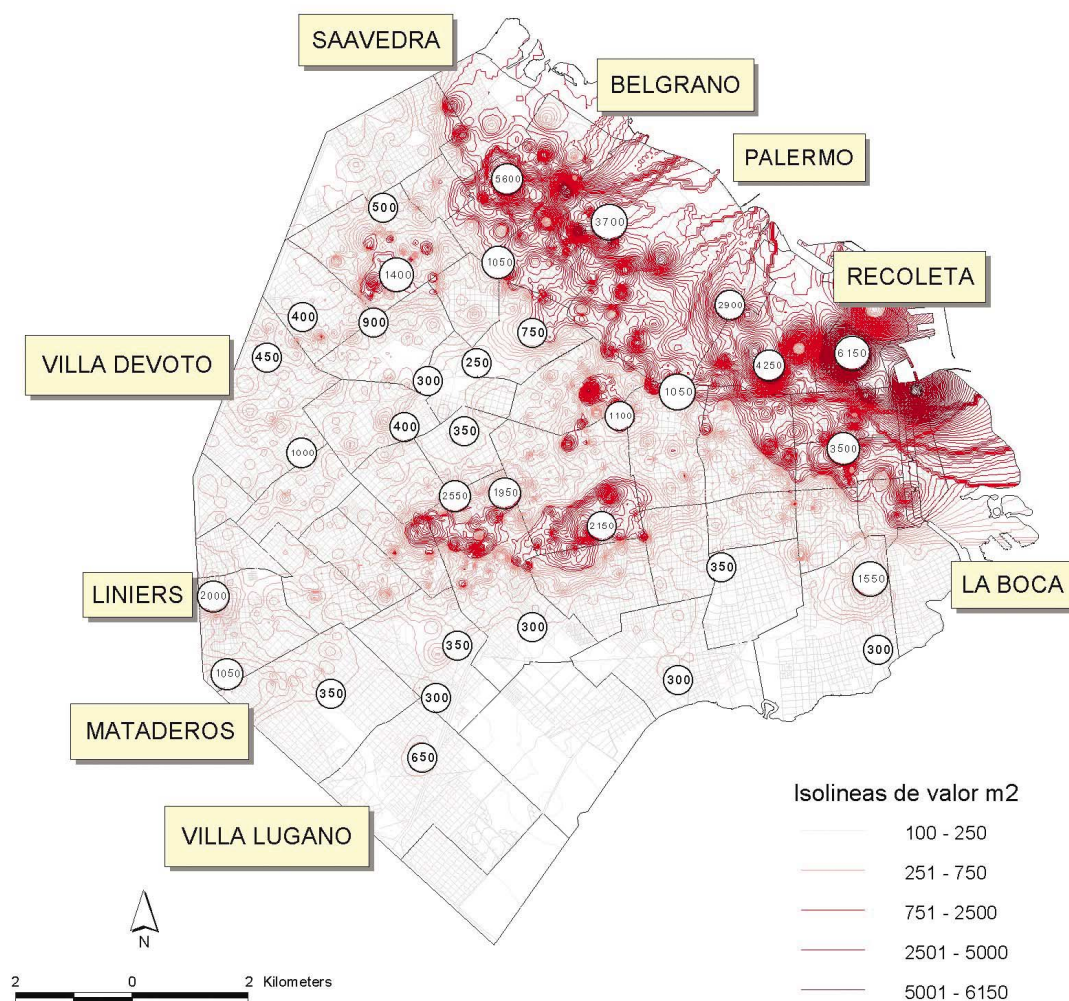 SAAVEDRA
BELGRANO
PALERMO
5600
500
3700
1050
1400
RECOLETA
2900
400
900
750
6150
VILLA DEVOTO
450
250
4250
300
1050
1100
400
350
3500
1000
2550
1950
2150
350
1550
LINIERS
2000
LA BOCA
300
350
300
1050
300
350
300
MATADEROS
650
Isolineas de valor m2
VILLA LUGANO
100 - 250
251 - 750
751 - 2500
2501 - 5000
5001 - 6150
N
2 0 2 Kilometers